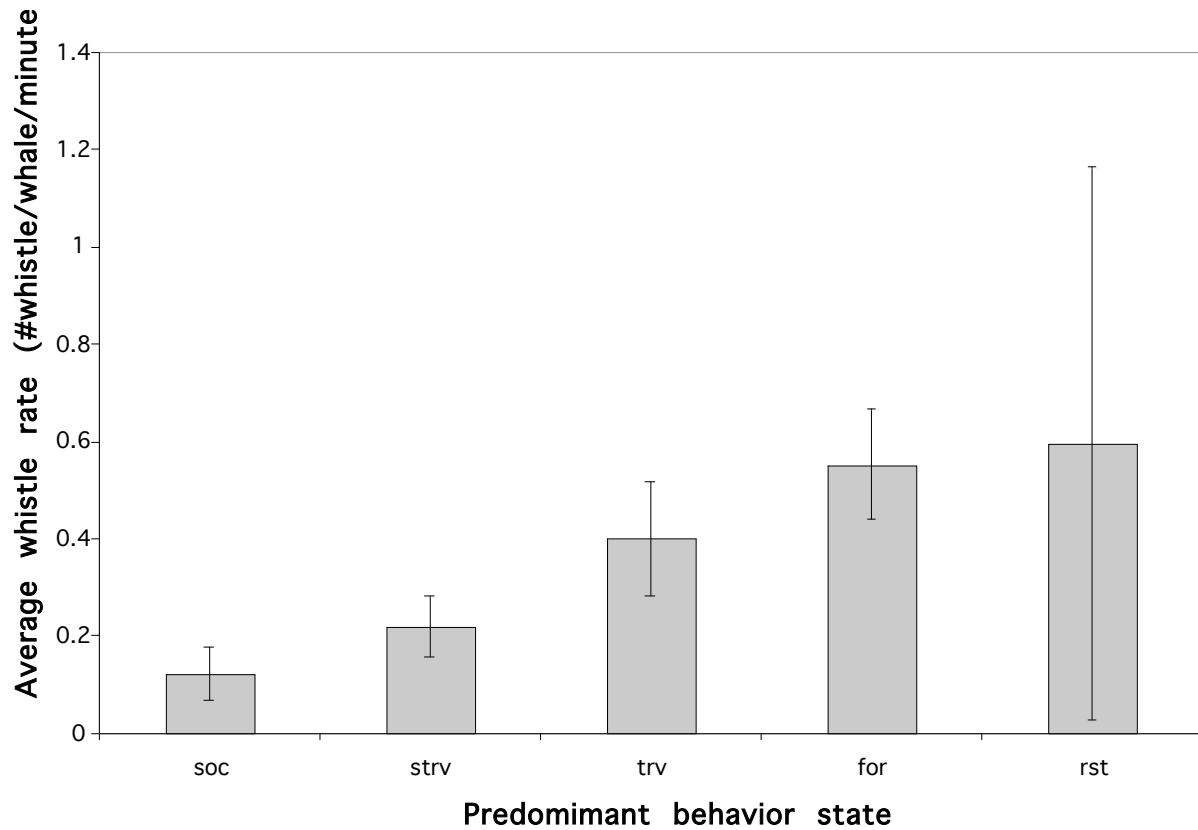 Average whistle rate (#whistle/whale/minute
1.4
1.2
1
0.8
0.6
0.4
0.2
0
soc strv trv for rst
Predomimant behavior state